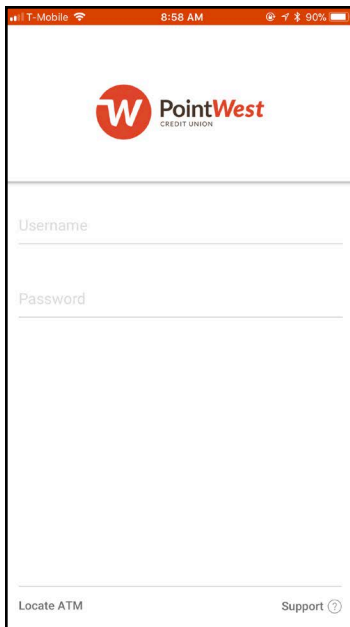 T-Mobile 8:58 AM 90%
W PointWest
CREDIT UNION
Username
Password
Locate ATM Support ?